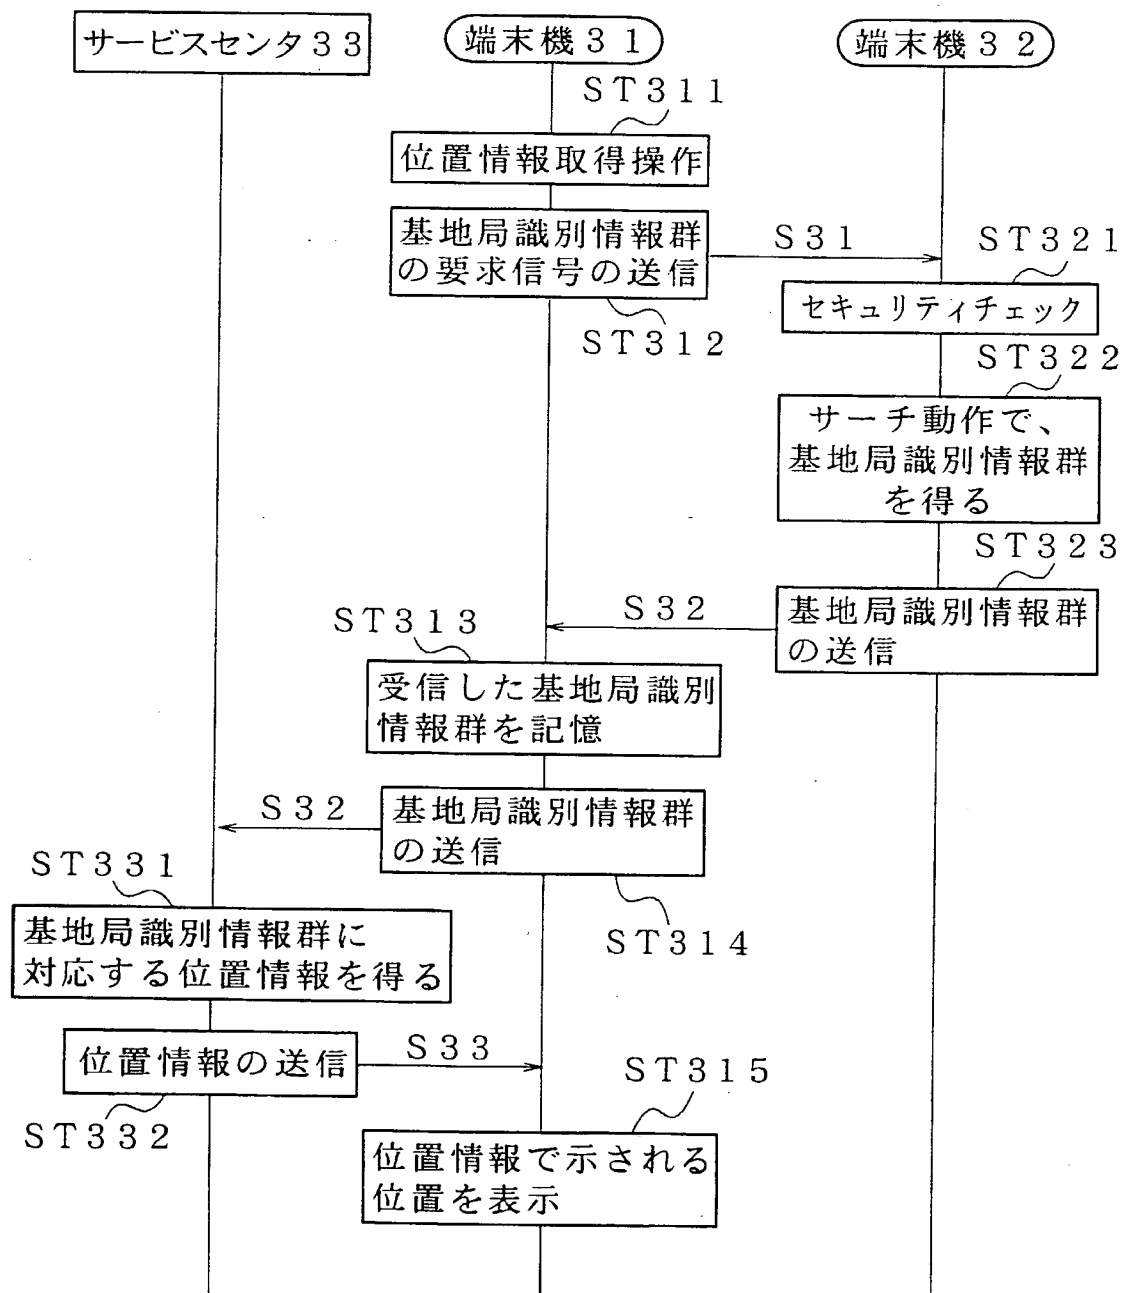 サービスセンタ33
端末機31
端末機32
ST311
位置情報取得操作
基地局識別情報群
の要求信号の送信
S31
ST321
セキュリティチェック
ST312
ST322
サーチ動作で、
基地局識別情報群
を得る
ST323
S32
基地局識別情報群
の送信
ST313
受信した基地局識別
情報群を記憶
S32
基地局識別情報群
の送信
ST331
ST314
基地局識別情報群に
対応する位置情報を得る
位置情報の送信
S33
ST315
ST332
位置情報で示される
位置を表示